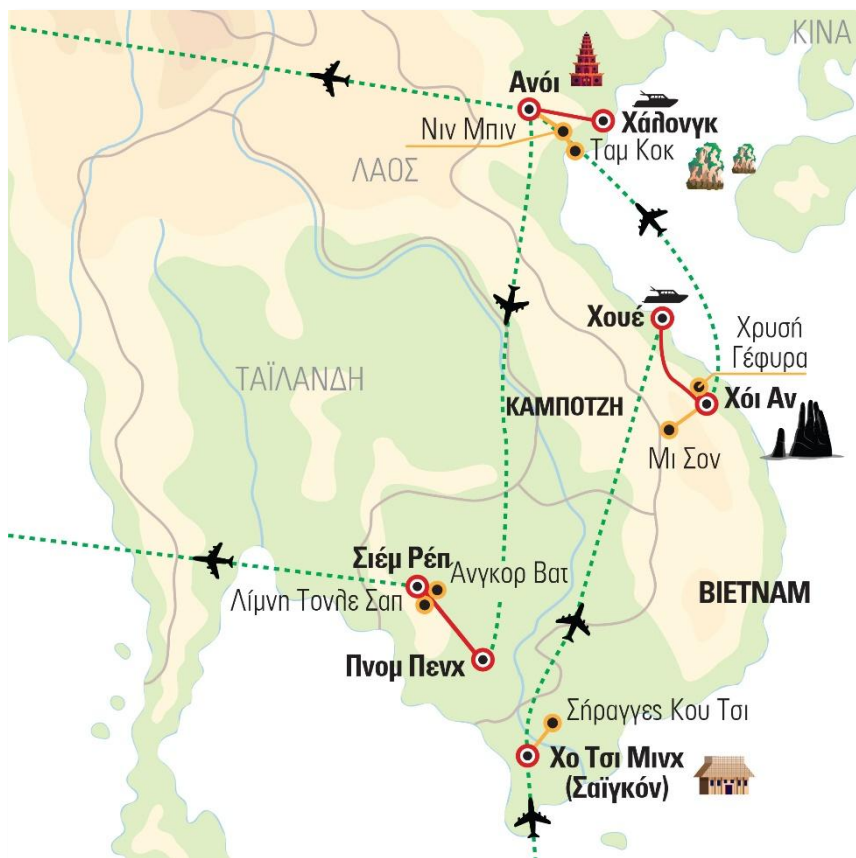 ΚΙΝΑ
Ανόι
Χάλονγκ
Νιν Μπιν
Ταμ Κοκ
ΛΑΟΣ
Χουέ
Χρυσή
Γέφυρα
ΤΑΪΛΑΝΔΗ
ΚΑΜΠΟΤΖΗ
Χόι Αν
Μι Σον
Σιέμ Ρέπ
Ανγκορ Βατ
Λίμνη Τονλε Σαπ
ΒΙΕΤΝΑΜ
Πνομ Πενχ
Σήραγγες Κου Τσι
Χο Τσι Μινχ
(Σαϊγκόν)